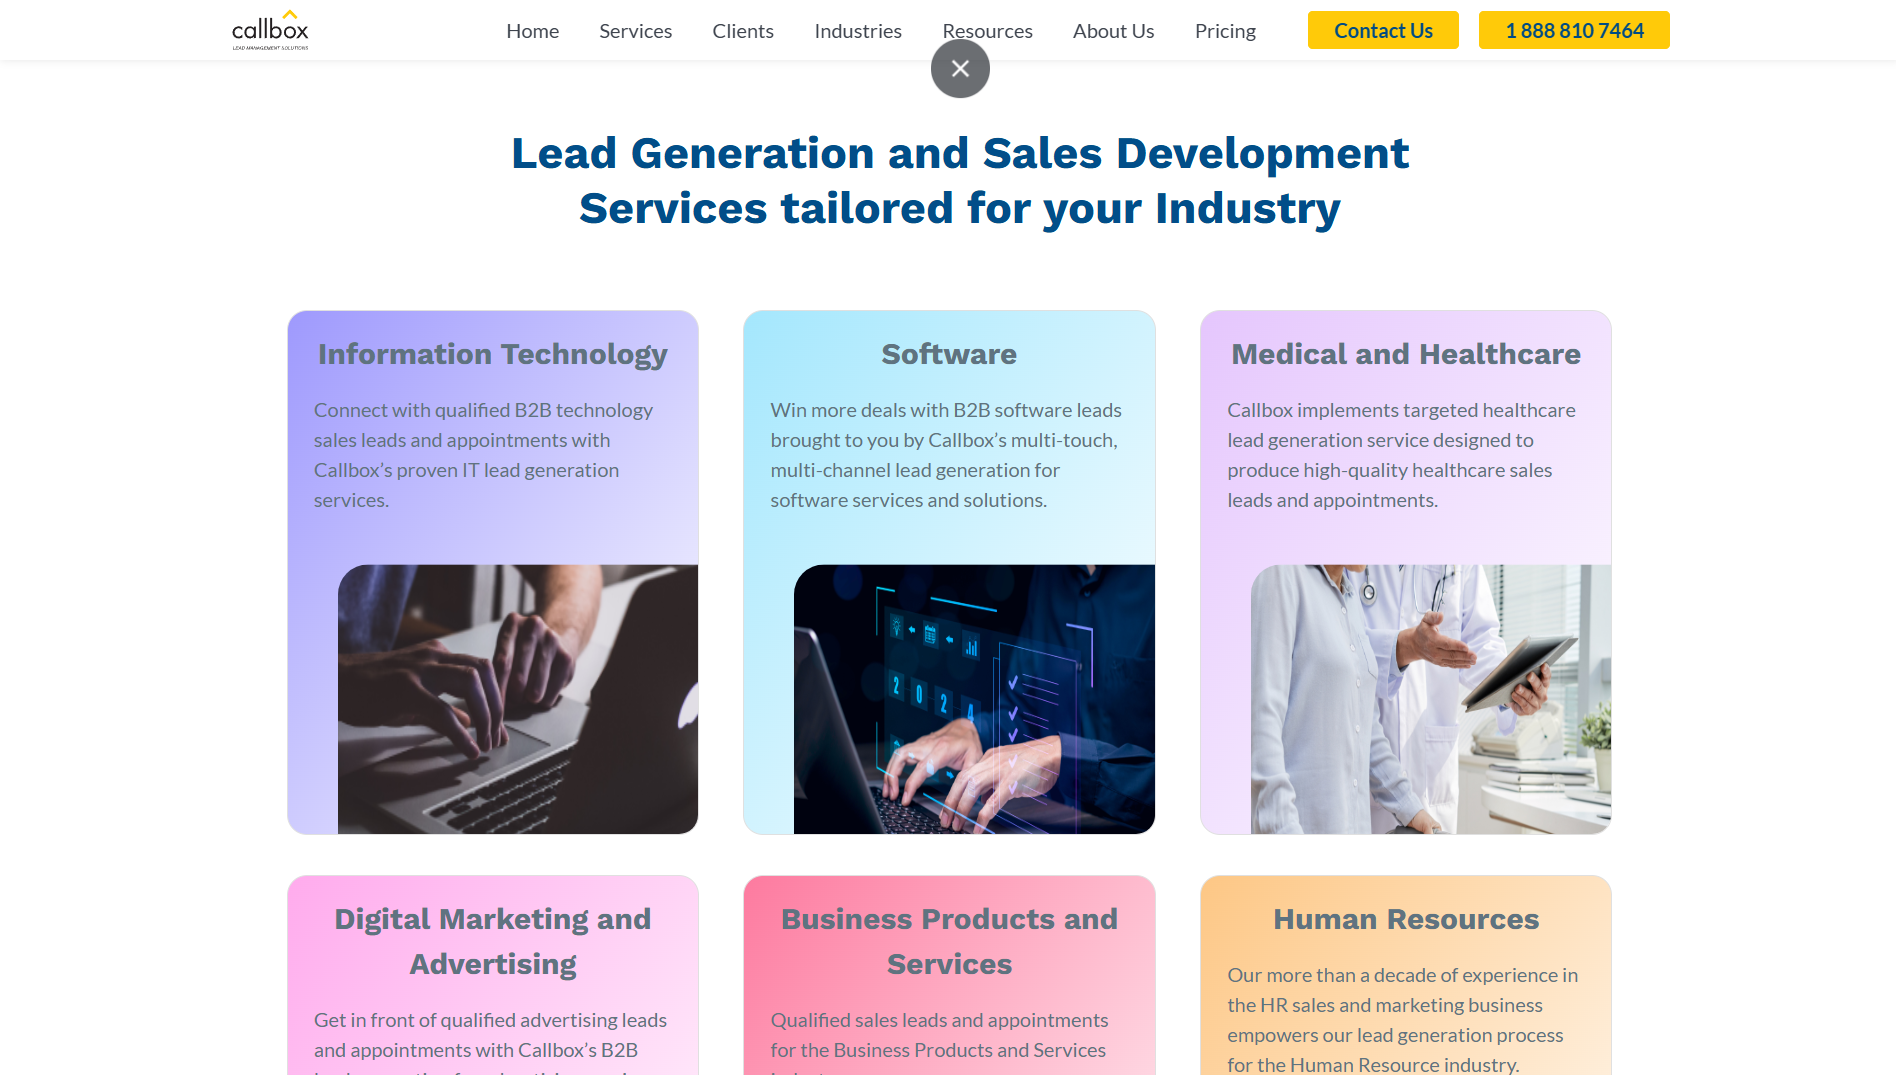 callbox
LEAD MANAGEMENT SOLUTIONS
Home
Services
Clients
Industries
Resources
About Us
Pricing
Contact Us
1 888 810 7464
Lead Generation and Sales Development
Services tailored for your Industry
Information Technology
Connect with qualified B2B technology
sales leads and appointments with
Callbox’s proven IT lead generation
services.
Software
Win more deals with B2B software leads
brought to you by Callbox’s multi-touch,
multi-channel lead generation for
software services and solutions.
2 0 2 4
Medical and Healthcare
Callbox implements targeted healthcare
lead generation service designed to
produce high-quality healthcare sales
leads and appointments.
Digital Marketing and
Advertising
Get in front of qualified advertising leads
and appointments with Callbox’s B2B
Business Products and
Services
Qualified sales leads and appointments
for the Business Products and Services
Human Resources
Our more than a decade of experience in
the HR sales and marketing business
empowers our lead generation process
for the Human Resource industry.